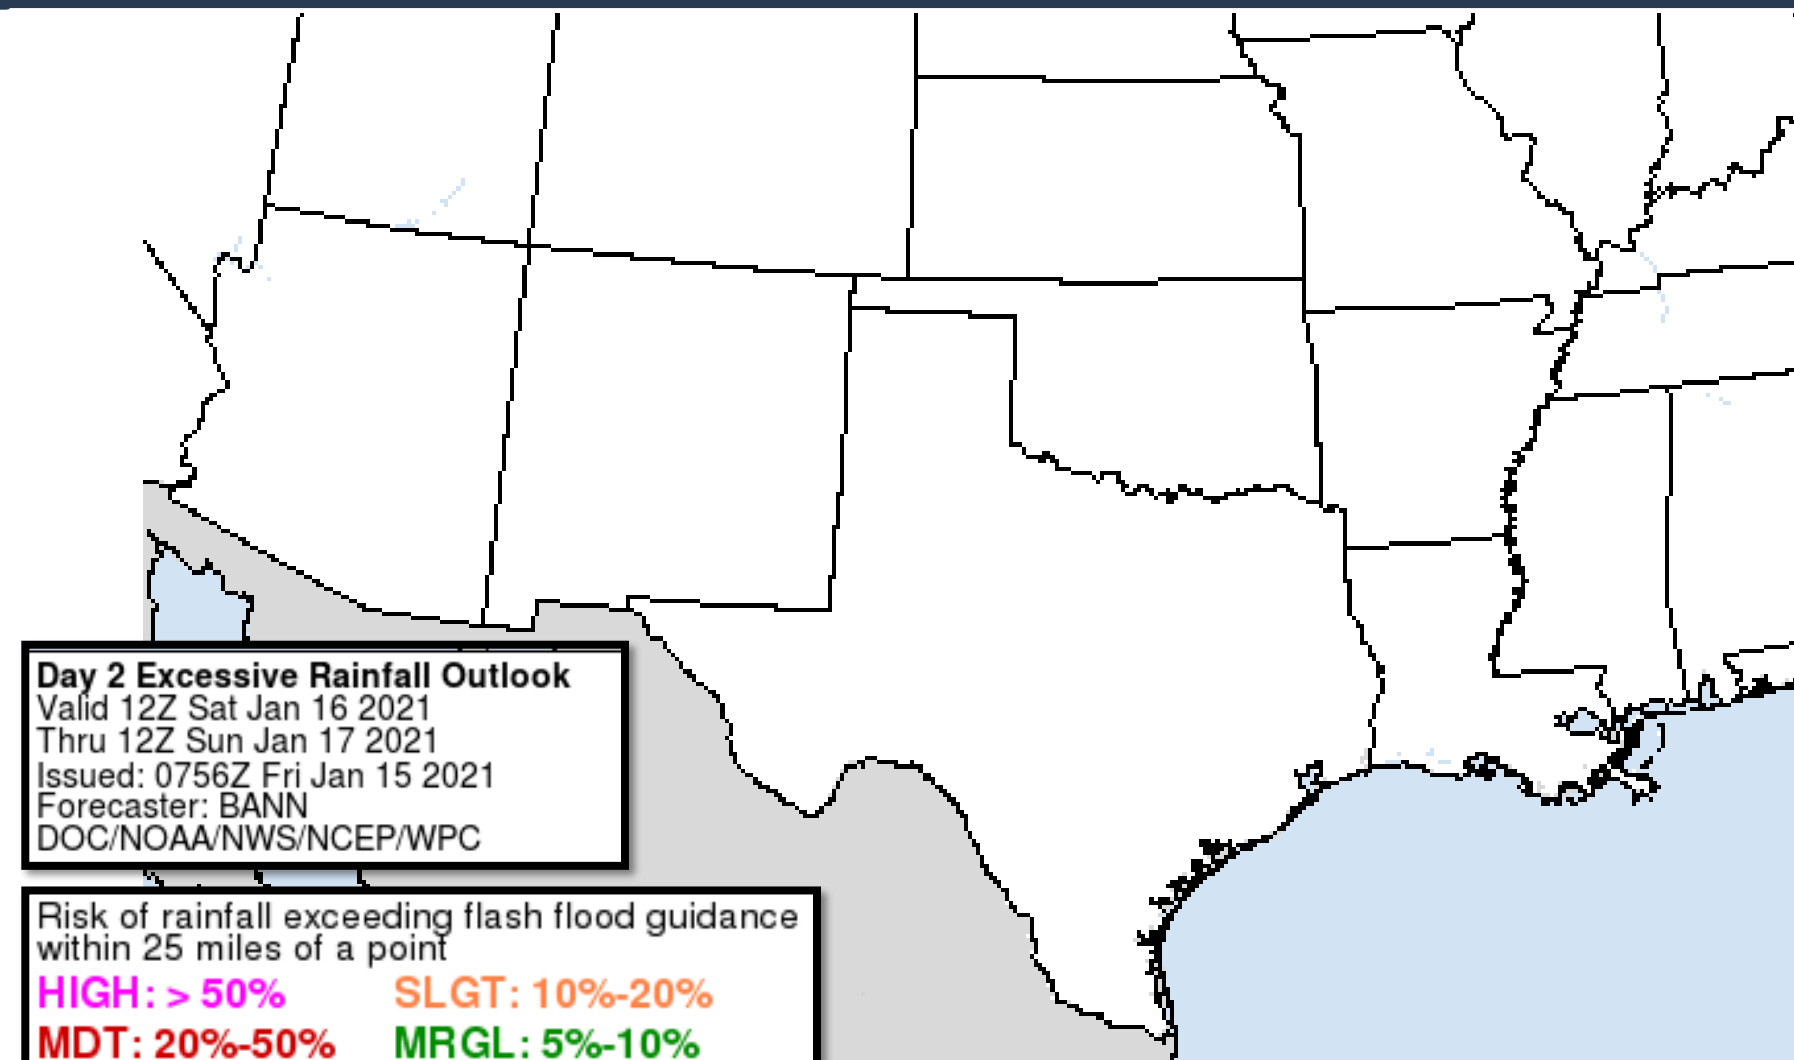 Day 2 Excessive Rainfall Outlook
Valid 12Z Sat Jan 16 2021
Thru 12Z Sun Jan 17 2021
Issued: 0756Z Fri Jan 15 2021
Forecaster: BANN
DOC/NOAA/NWS/NCEP/WPC
Risk of rainfall exceeding flash flood guidance
within 25 miles of a point
HIGH: > 50% SLGT: 10%-20%
MDT: 20%-50% MRGL: 5%-10%